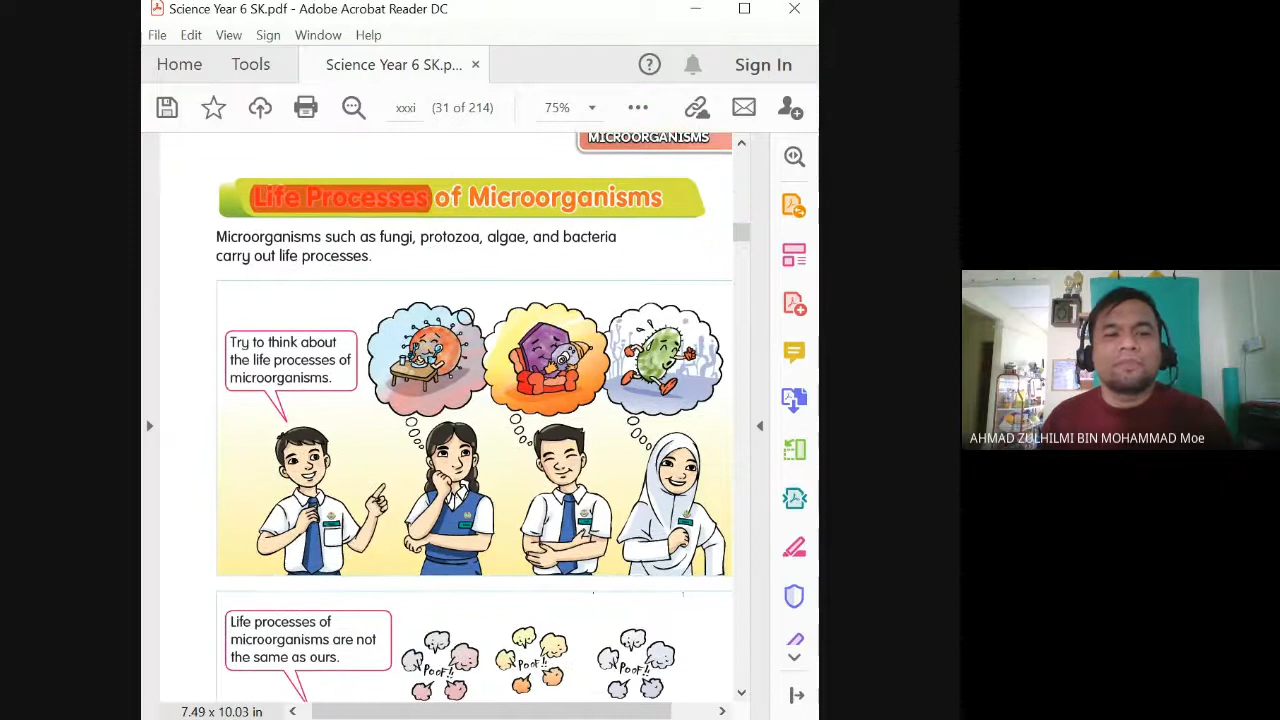 Science Year 6 SK.pdf - Adobe Acrobat Reader DC
File Edit View Sign Window Help
Home Tools Science Year 6 SK.p... × Sign In
xxxi (31 of 214) 75%
MICROORGANISMS
Life Processes of Microorganisms
Microorganisms such as fungi, protozoa, algae, and bacteria
carry out life processes.
Try to think about
the life processes of
microorganisms.
Life processes of
microorganisms are not
the same as ours.
POOF!!
POOF!!
POOF!!
7.49 x 10.03 in
AHMAD ZULHILMI BIN MOHAMMAD Moe